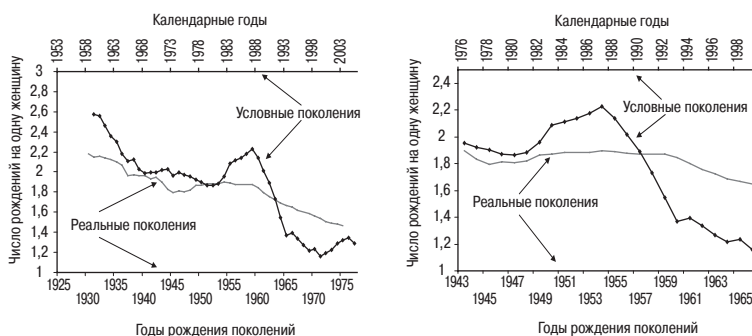 Календарные годы
1953 1958 1963 1968 1973 1978 1983 1988 1993 1998 2003
Число рождений на одну женщину
3
2,8
2,6
2,4
2,2
2
1,8
1,6
1,4
1,2
1
Условные поколения
Реальные поколения
1925 1935 1945 1955 1965 1975
1930 1940 1950 1960 1970
Годы рождения поколений
Календарные годы
1976 1978 1980 1982 1984 1986 1988 1990 1992 1994 1996 1998
Число рождений на одну женщину
2,4
2,2
2
1,8
1,6
1,4
1,2
1
Условные поколения
Реальные поколения
1943 1947 1951 1955 1959 1963
1945 1949 1953 1957 1961 1965
Годы рождения поколений